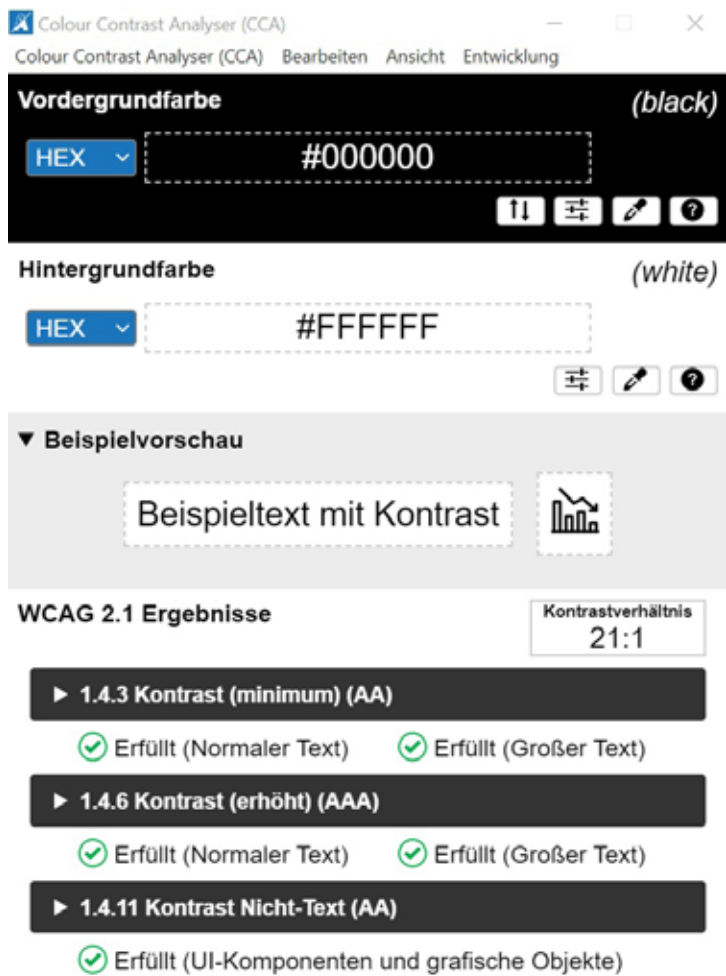 Colour Contrast Analyser (CCA)
Colour Contrast Analyser (CCA) Bearbeiten Ansicht Entwicklung
Vordergrundfarbe (black)
HEX #000000
Hintergrundfarbe (white)
HEX #FFFFFF
▼ Beispielvorschau
Beispieltext mit Kontrast
WCAG 2.1 Ergebnisse
Kontrastverhältnis
21:1
▶ 1.4.3 Kontrast (minimum) (AA)
Erfüllt (Normaler Text) Erfüllt (Großer Text)
▶ 1.4.6 Kontrast (erhöht) (AAA)
Erfüllt (Normaler Text) Erfüllt (Großer Text)
▶ 1.4.11 Kontrast Nicht-Text (AA)
Erfüllt (UI-Komponenten und grafische Objekte)